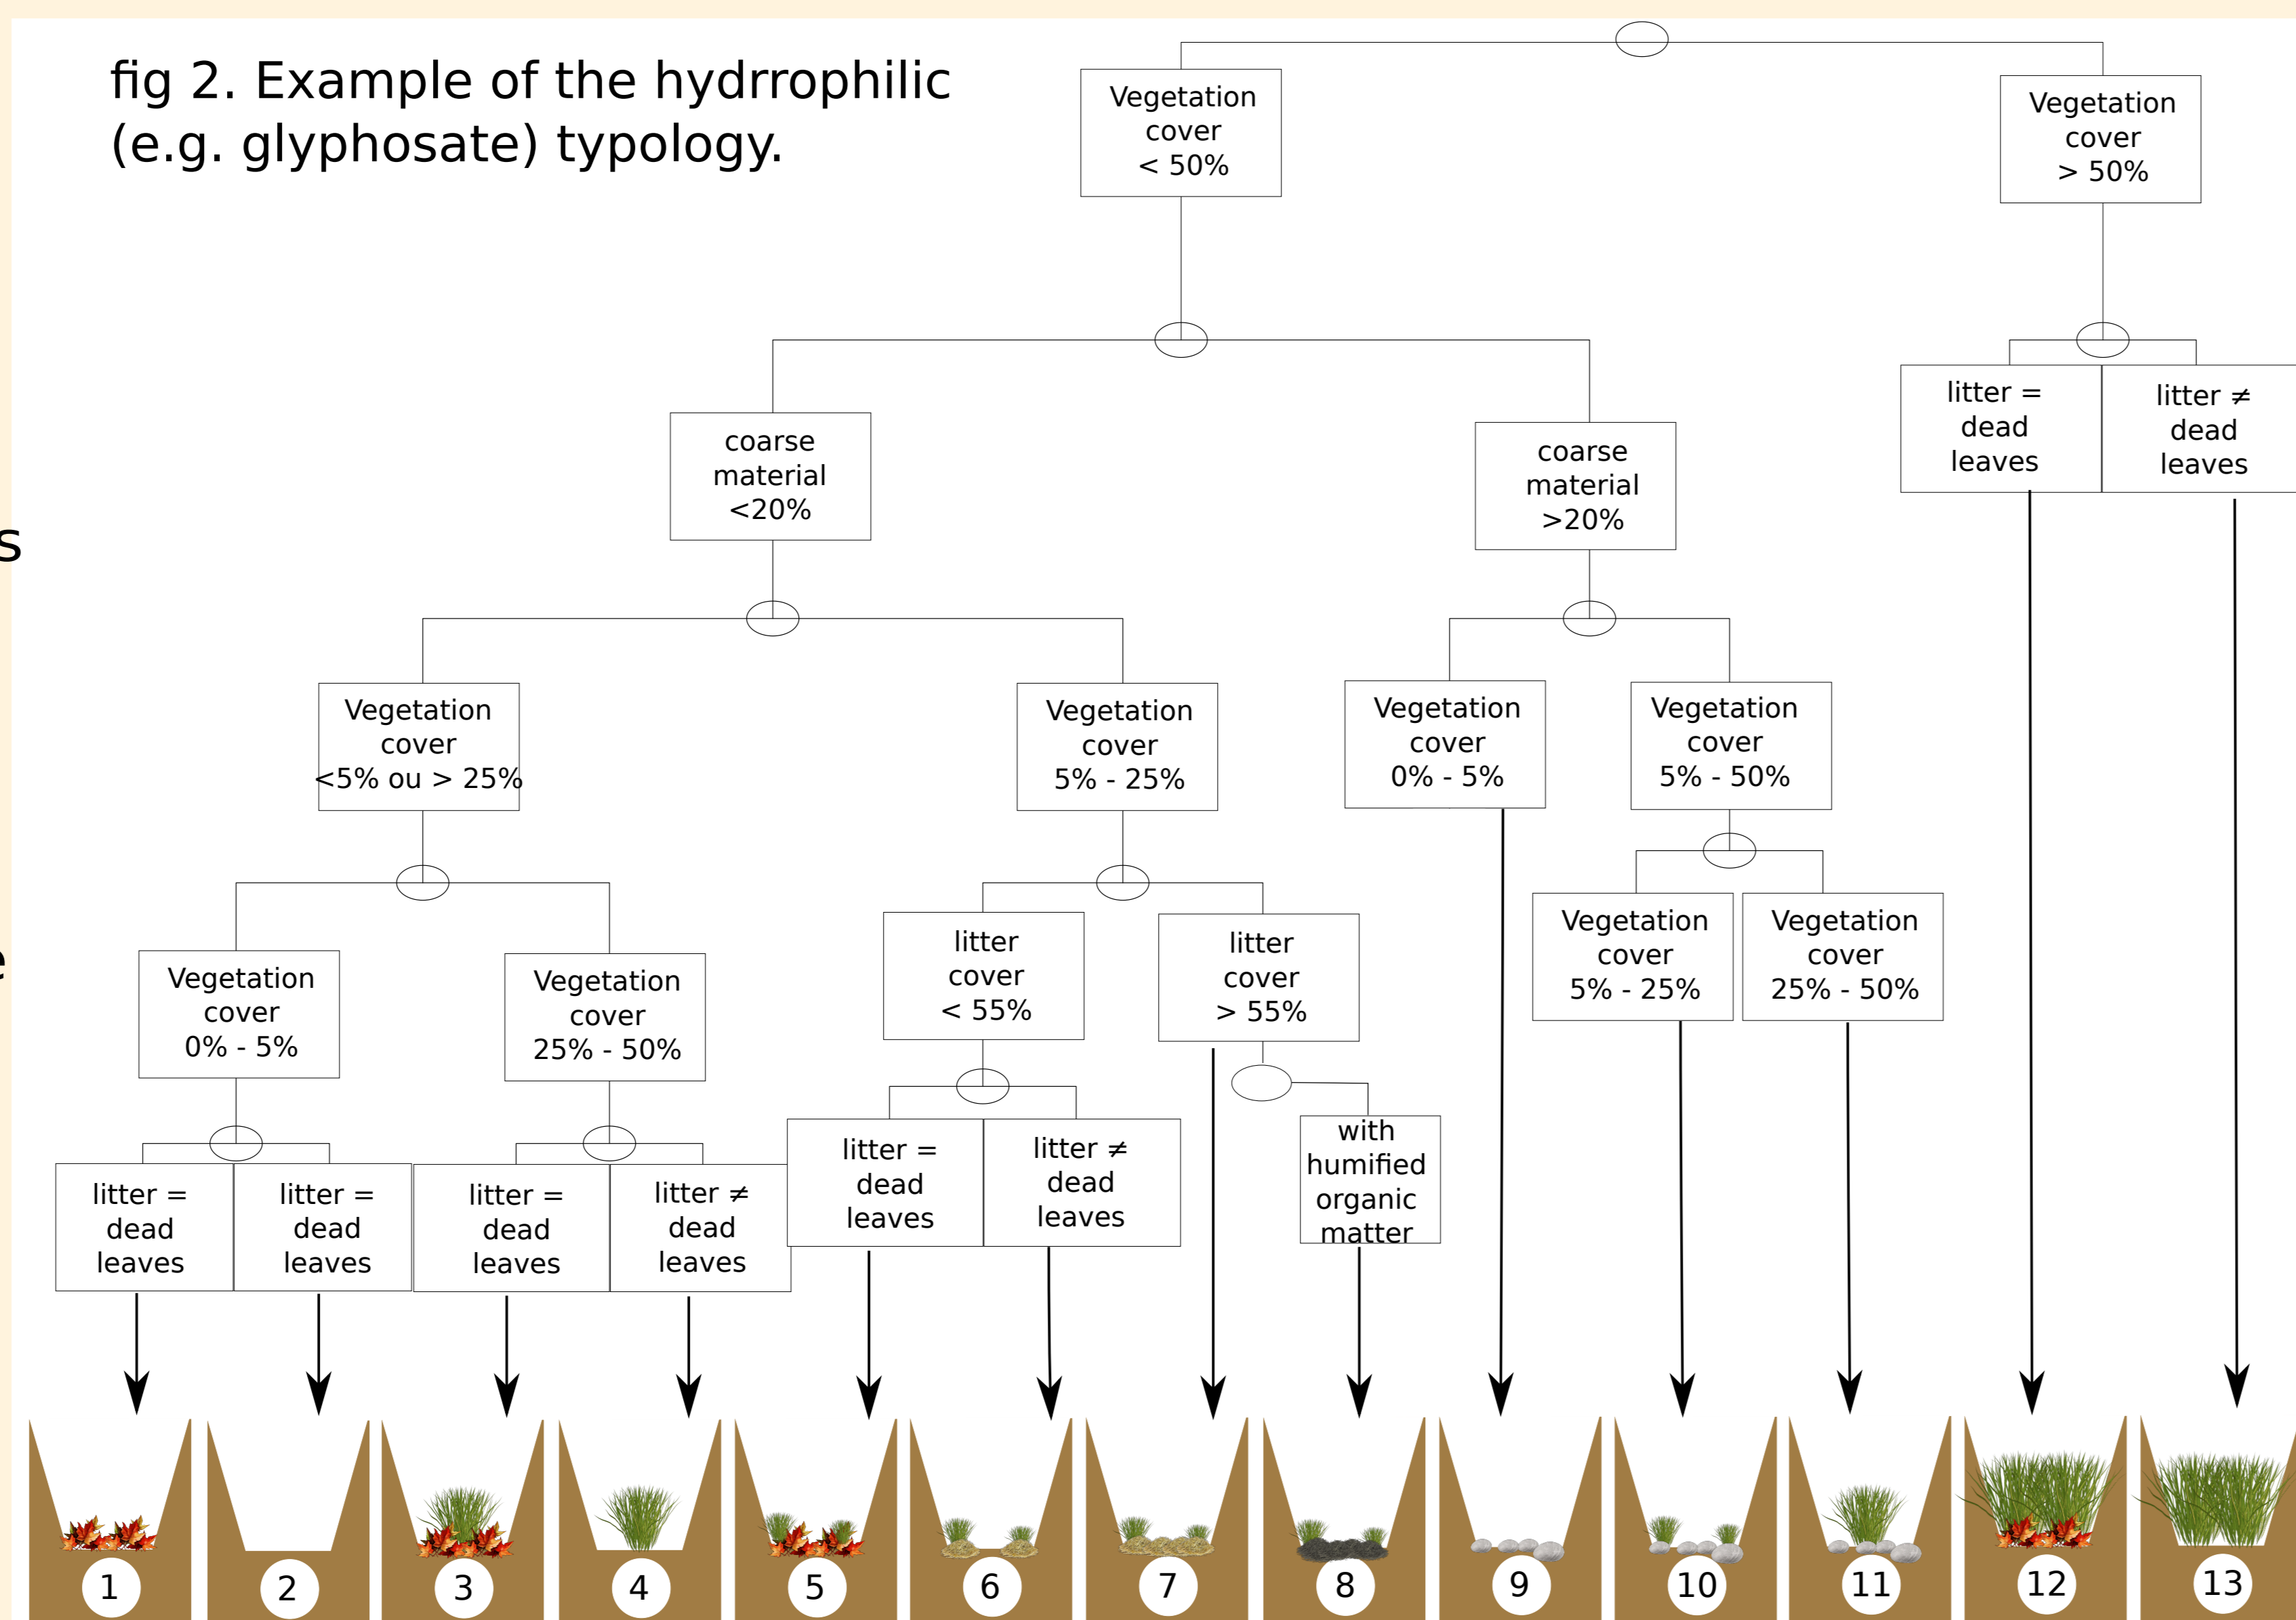 fig 2. Example of the hydrrophilic
(e.g. glyphosate) typology.
Vegetation
cover
< 50%
Vegetation
cover
> 50%
litter =
dead
leaves
litter ≠
dead
leaves
coarse
material
<20%
coarse
material
>20%
s
Vegetation
cover
<5% ou > 25%
Vegetation
cover
5% - 25%
Vegetation
cover
0% - 5%
Vegetation
cover
5% - 50%
e
Vegetation
cover
0% - 5%
Vegetation
cover
25% - 50%
litter
cover
< 55%
litter
cover
> 55%
Vegetation
cover
5% - 25%
Vegetation
cover
25% - 50%
litter =
dead
leaves
litter =
dead
leaves
litter =
dead
leaves
litter ≠
dead
leaves
litter =
dead
leaves
litter ≠
dead
leaves
with
humified
organic
matter
1
2
3
4
5
6
7
8
9
10
11
12
13